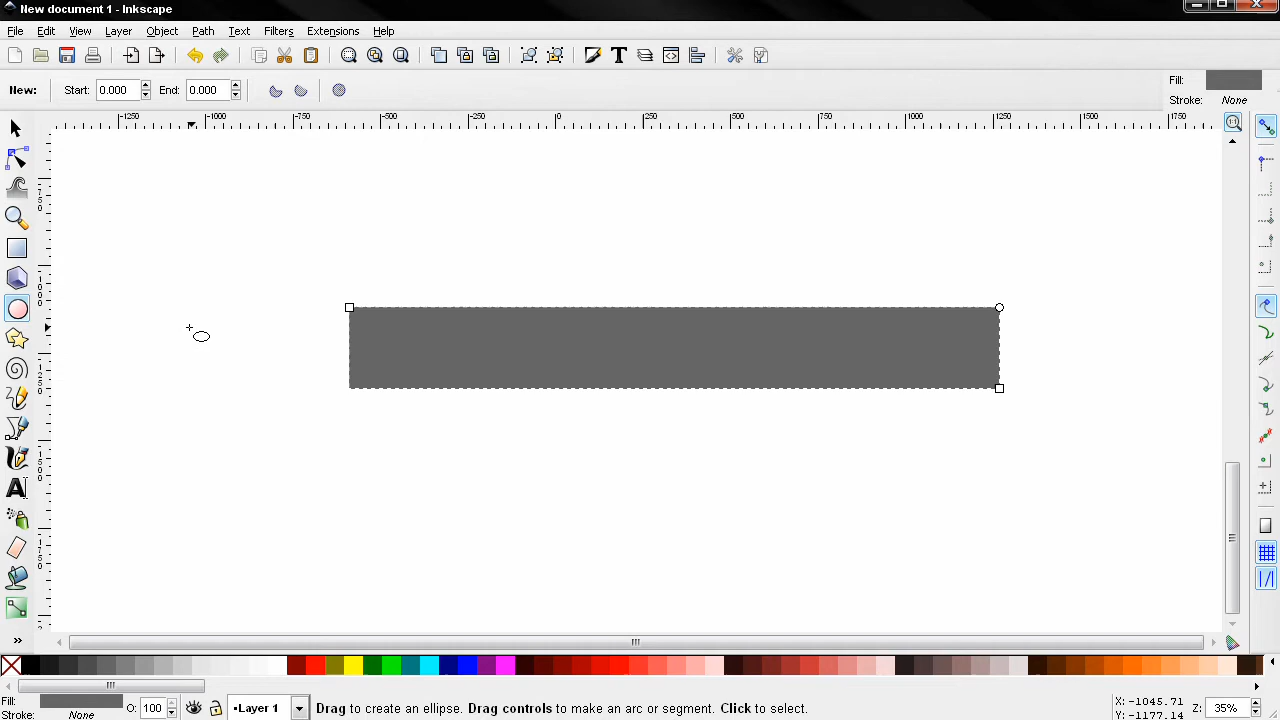 New document 1 - Inkscape
File Edit View Layer Object Path Text Filters Extensions Help
New: Start: 0.000 End: 0.000
Fill:
Stroke: None
-1250 -1000 -750 -500 -250 0 250 500 750 1000 1250 1500 1750
Fill:
Stroke: None
O: 100
•Layer 1
Drag to create an ellipse. Drag controls to make an arc or segment. Click to select.
X: -1045.71
Y: -1177.14
Z: 35%